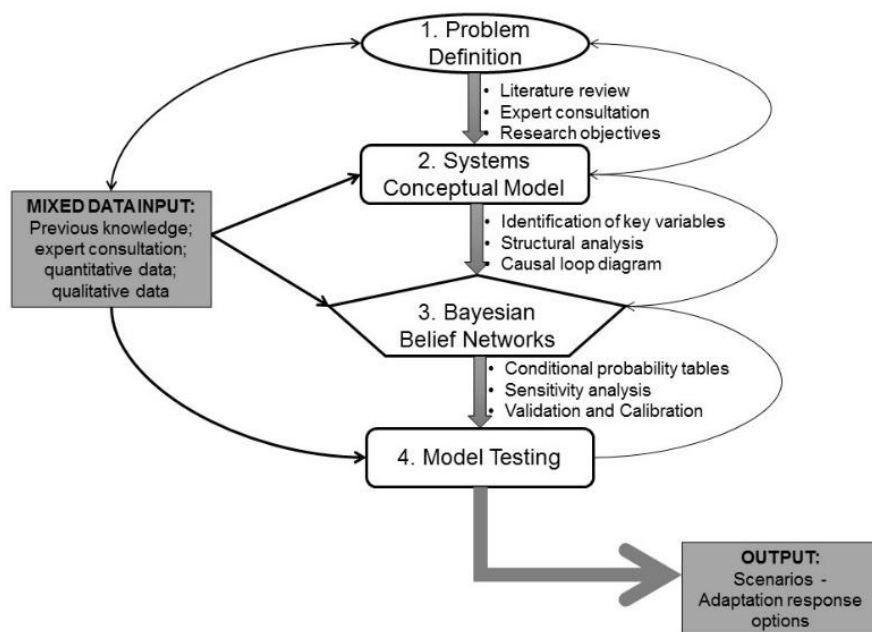 1. Problem
Definition
• Literature review
• Expert consultation
• Research objectives
2. Systems
Conceptual Model
MIXED DATA INPUT:
Previous knowledge;
expert consultation;
quantitative data;
qualitative data
• Identification of key variables
• Structural analysis
• Causal loop diagram
3. Bayesian
Belief Networks
• Conditional probability tables
• Sensitivity analysis
• Validation and Calibration
4. Model Testing
OUTPUT:
Scenarios -
Adaptation response
options